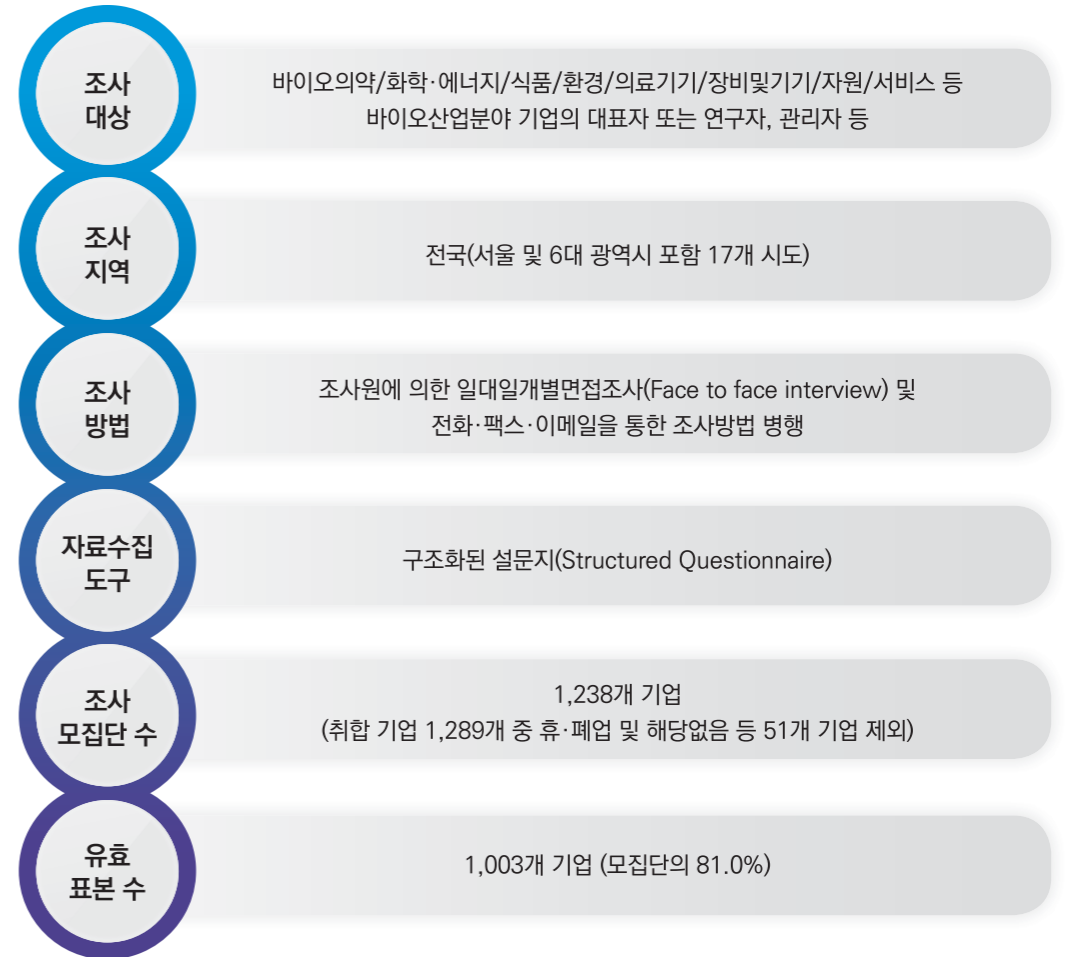 조사
대상
바이오의약/화학·에너지/식품/환경/의료기기/장비및기기/자원/서비스 등
바이오산업분야 기업의 대표자 또는 연구자, 관리자 등
조사
지역
전국(서울 및 6대 광역시 포함 17개 시도)
조사
방법
조사원에 의한 일대일개별면접조사(Face to face interview) 및
전화·팩스·이메일을 통한 조사방법 병행
자료수집
도구
구조화된 설문지(Structured Questionnaire)
조사
모집단 수
1,238개 기업
(취합 기업 1,289개 중 휴·폐업 및 해당없음 등 51개 기업 제외)
유효
표본 수
1,003개 기업 (모집단의 81.0%)